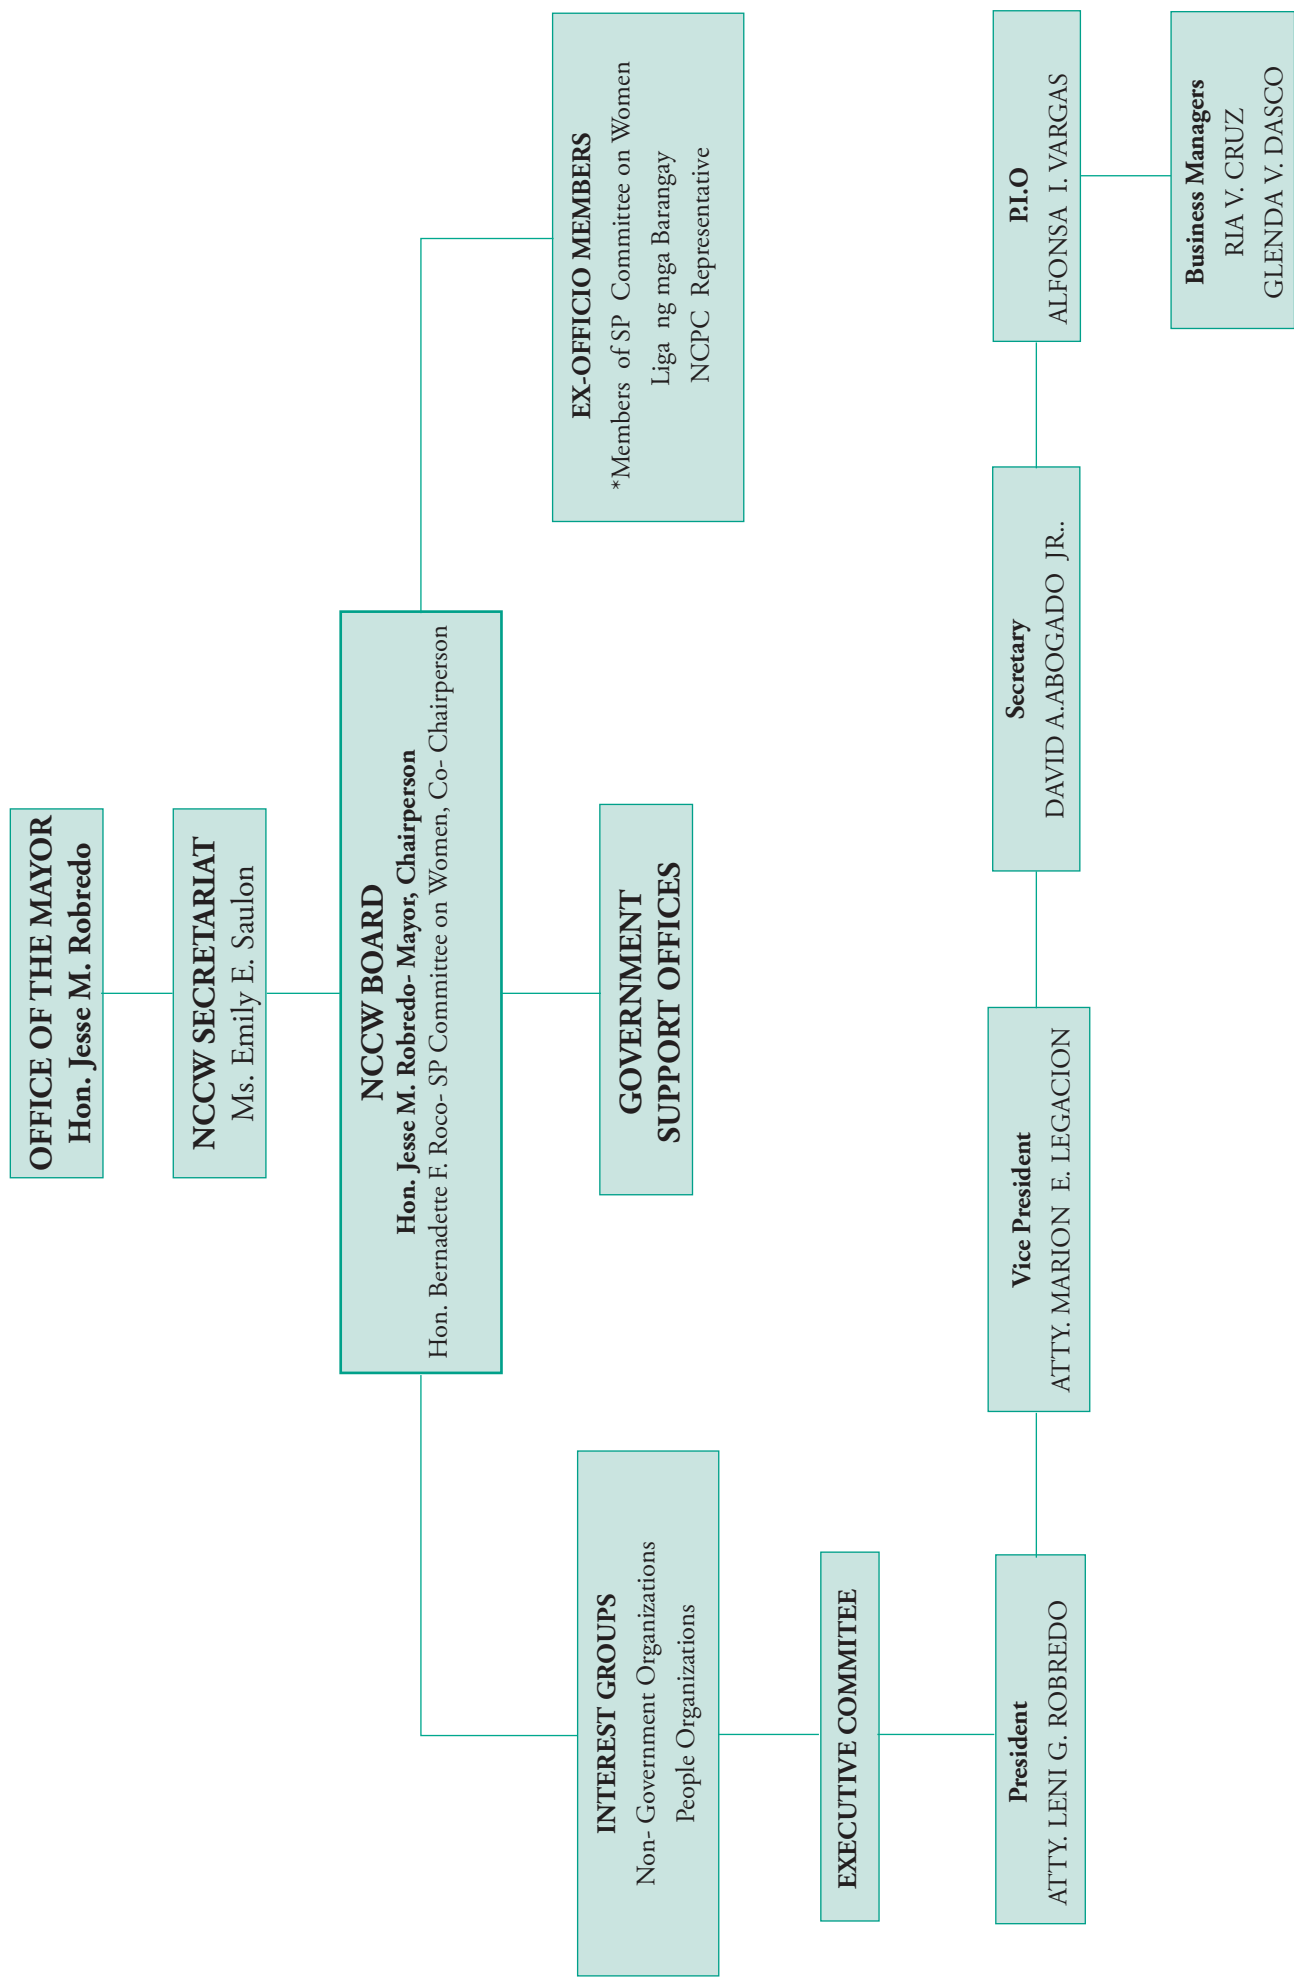 OFFICE OF THE MAYOR
Hon. Jesse M. Robredo
NCCW SECRETARIAT
Ms. Emily E. Saulon
NCCW BOARD
Hon. Jesse M. Robredo- Mayor, Chairperson
Hon. Bernadette F. Roco- SP Committee on Women, Co- Chairperson
INTEREST GROUPS
Non- Government Organizations
People Organizations
GOVERNMENT
SUPPORT OFFICES
EX-OFFICIO MEMBERS
*Members of SP Committee on Women
Liga ng mga Barangay
NCPC Representative
EXECUTIVE COMMITEE
President
ATTY. LENI G. ROBREDO
Vice President
ATTY. MARION E. LEGACION
Secretary
DAVID A.ABOGADO JR..
P.I.O
ALFONSA I. VARGAS
Business Managers
RIA V. CRUZ
GLENDA V. DASCO